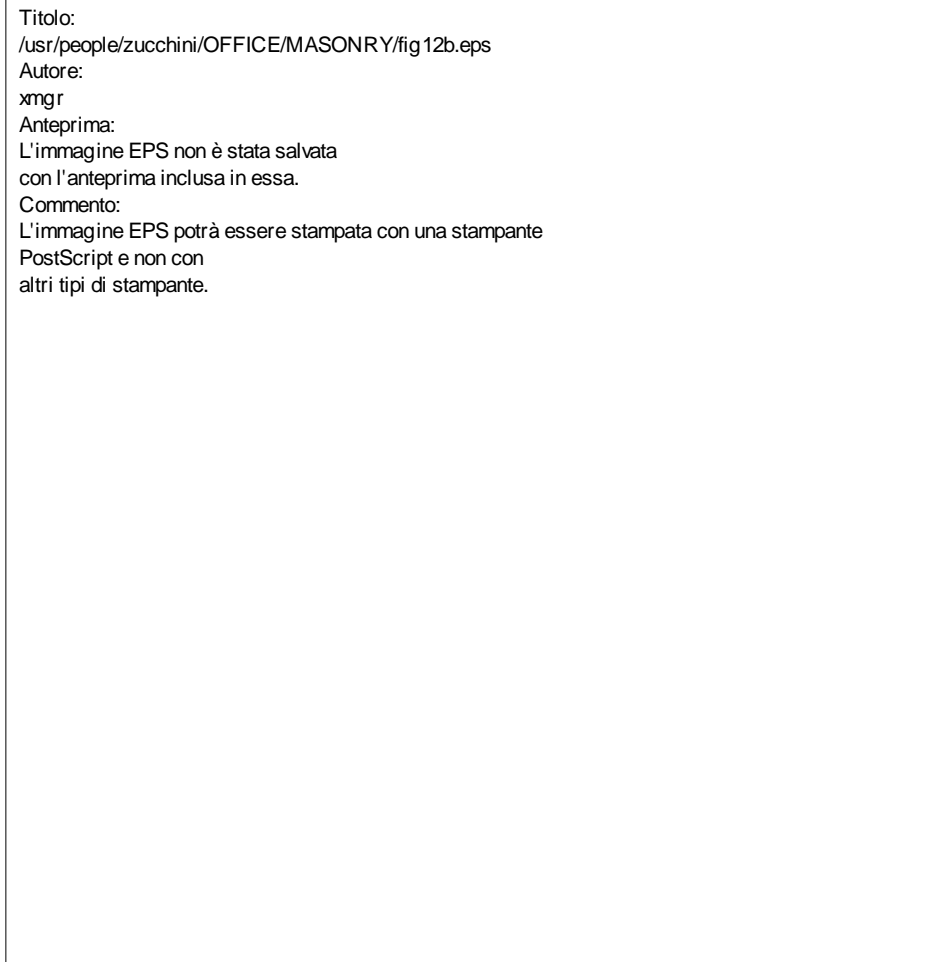 Titolo:
/usr/people/zucchini/OFFICE/MASONRY/fig12b.eps
Autore:
xmgr
Anteprima:
L'immagine EPS non è stata salvata
con l'anteprima inclusa in essa.
Commento:
L'immagine EPS potrà essere stampata con una stampante
PostScript e non con
altri tipi di stampante.